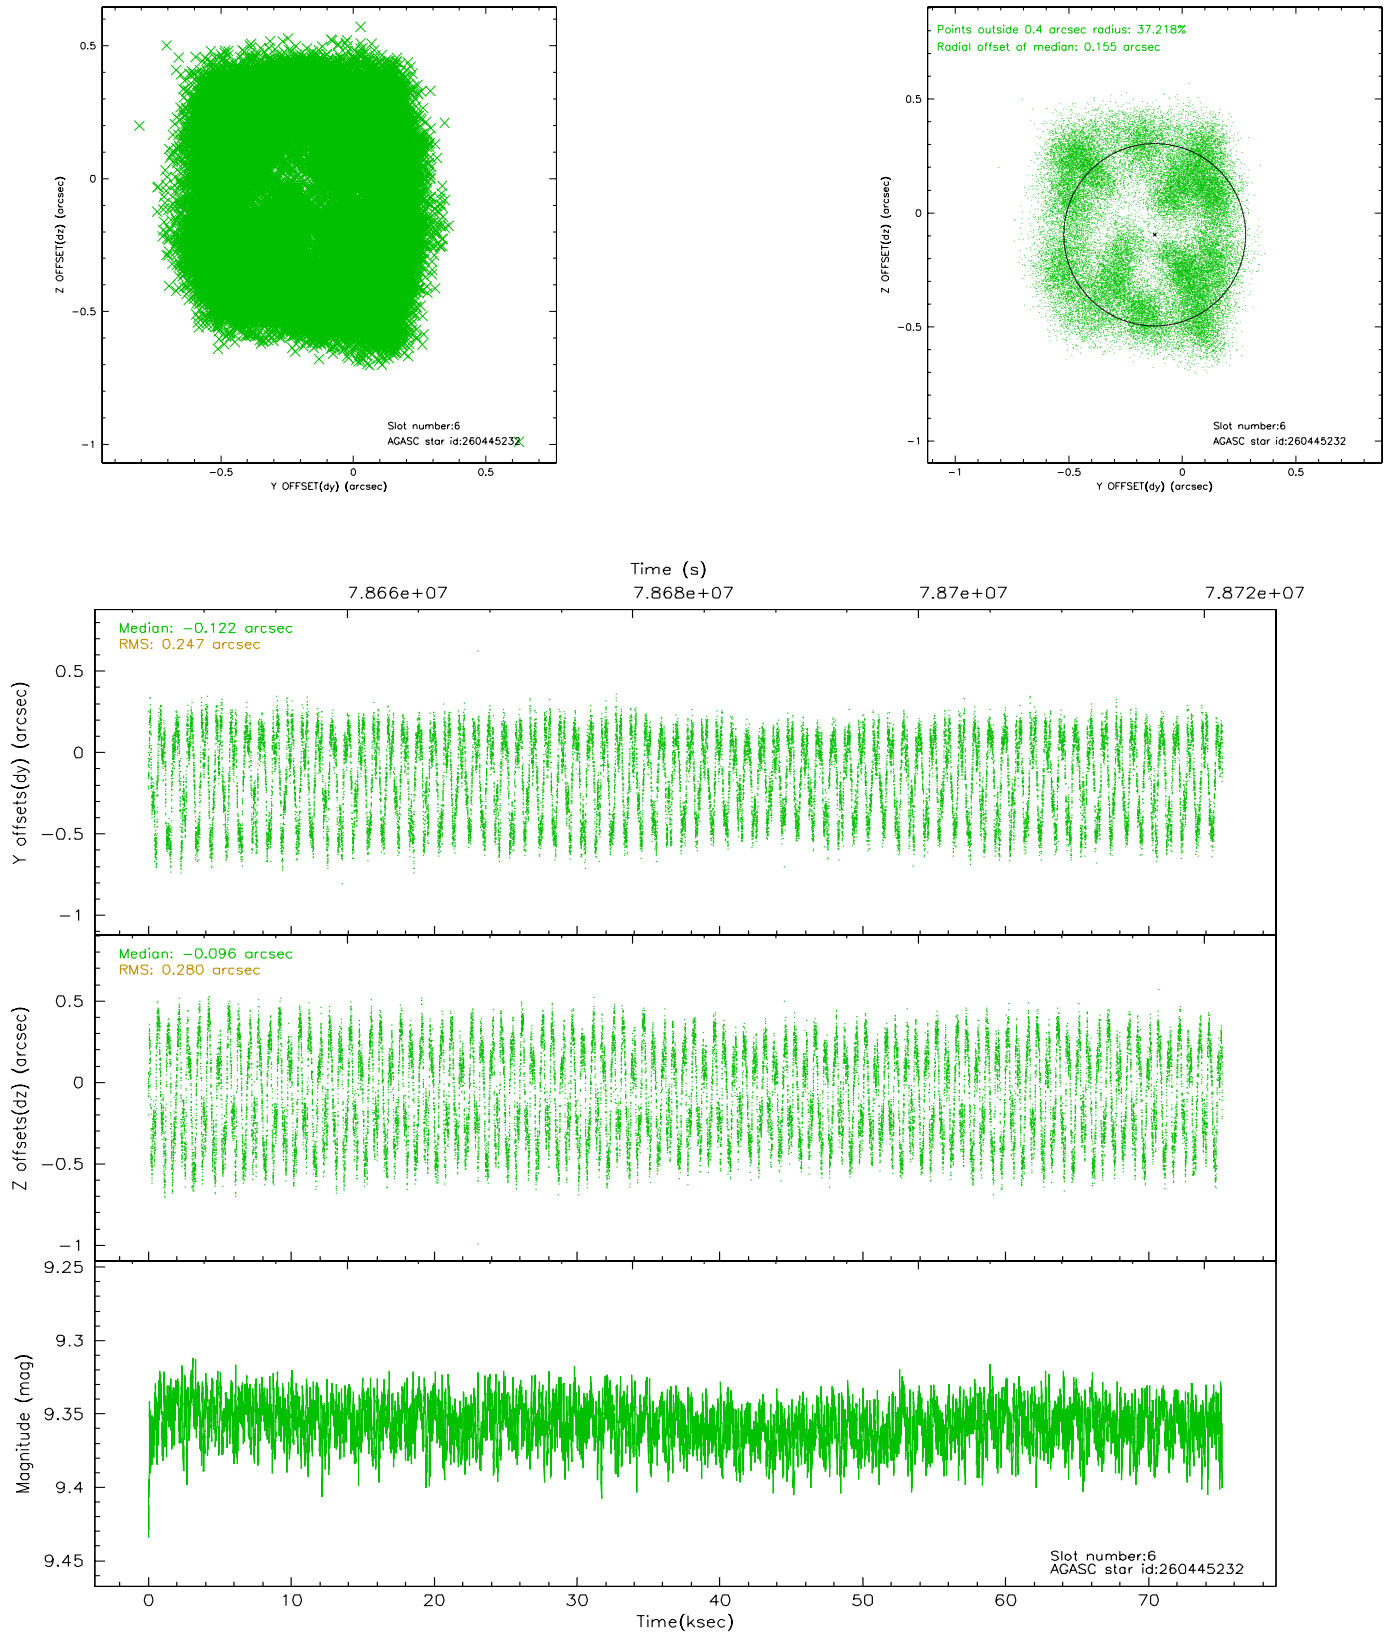 0.5
0
-0.5
-1
Z OFFSET(dz) (arcsec)
-0.5
0
0.5
Y OFFSET(dy) (arcsec)
Slot number:6
AGASC star id:260445232
Points outside 0.4 arcsec radius: 37.218%
Radial offset of median: 0.155 arcsec
0.5
0
-0.5
-1
Z OFFSET(dz) (arcsec)
-1
-0.5
0
0.5
Y OFFSET(dy) (arcsec)
Slot number:6
AGASC star id:260445232
Time (s)
7.866e+07
7.868e+07
7.87e+07
7.872e+07
Median: -0.122 arcsec
RMS: 0.247 arcsec
0.5
0
-0.5
-1
Y offsets(dy) (arcsec)
Median: -0.096 arcsec
RMS: 0.280 arcsec
0.5
0
-0.5
-1
Z offsets(dz) (arcsec)
9.25
9.3
9.35
9.4
9.45
Magnitude (mag)
Slot number:6
AGASC star id:260445232
0
10
20
30
40
50
60
70
Time(ksec)